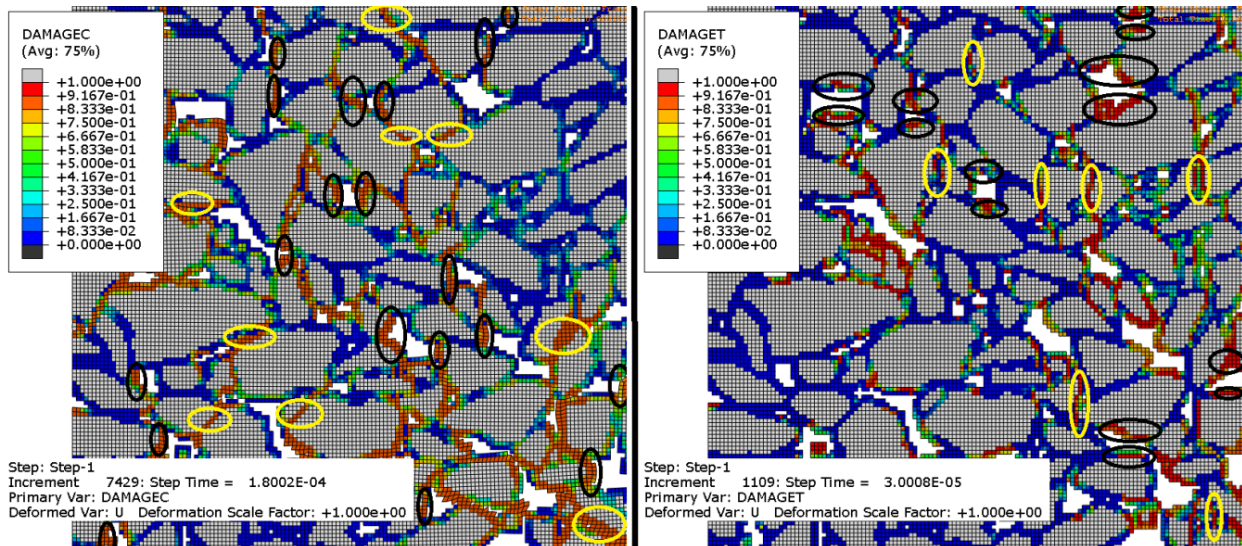 DAMAGEC
(Avg: 75%)
+1.000e+00
+9.167e-01
+8.333e-01
+7.500e-01
+6.667e-01
+5.833e-01
+5.000e-01
+4.167e-01
+3.333e-01
+2.500e-01
+1.667e-01
+8.333e-02
+0.000e+00
Step: Step-1
Increment 7429: Step Time = 1.8002E-04
Primary Var: DAMAGEC
Deformed Var: U Deformation Scale Factor: +1.000e+00
DAMAGET
(Avg: 75%)
+1.000e+00
+9.167e-01
+8.333e-01
+7.500e-01
+6.667e-01
+5.833e-01
+5.000e-01
+4.167e-01
+3.333e-01
+2.500e-01
+1.667e-01
+8.333e-02
+0.000e+00
Step: Step-1
Increment 1109: Step Time = 3.0008E-05
Primary Var: DAMAGET
Deformed Var: U Deformation Scale Factor: +1.000e+00